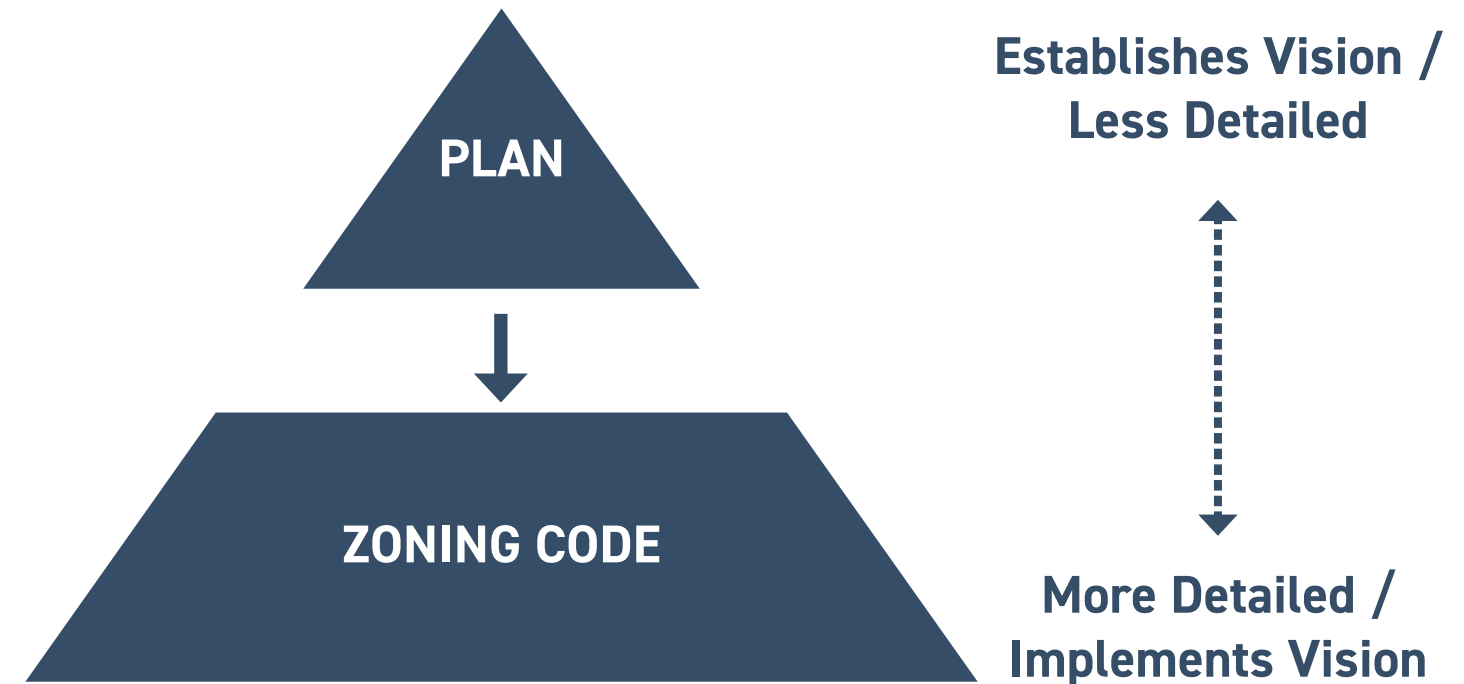 PLAN
ZONING CODE
Establishes Vision /
Less Detailed
More Detailed /
Implements Vision